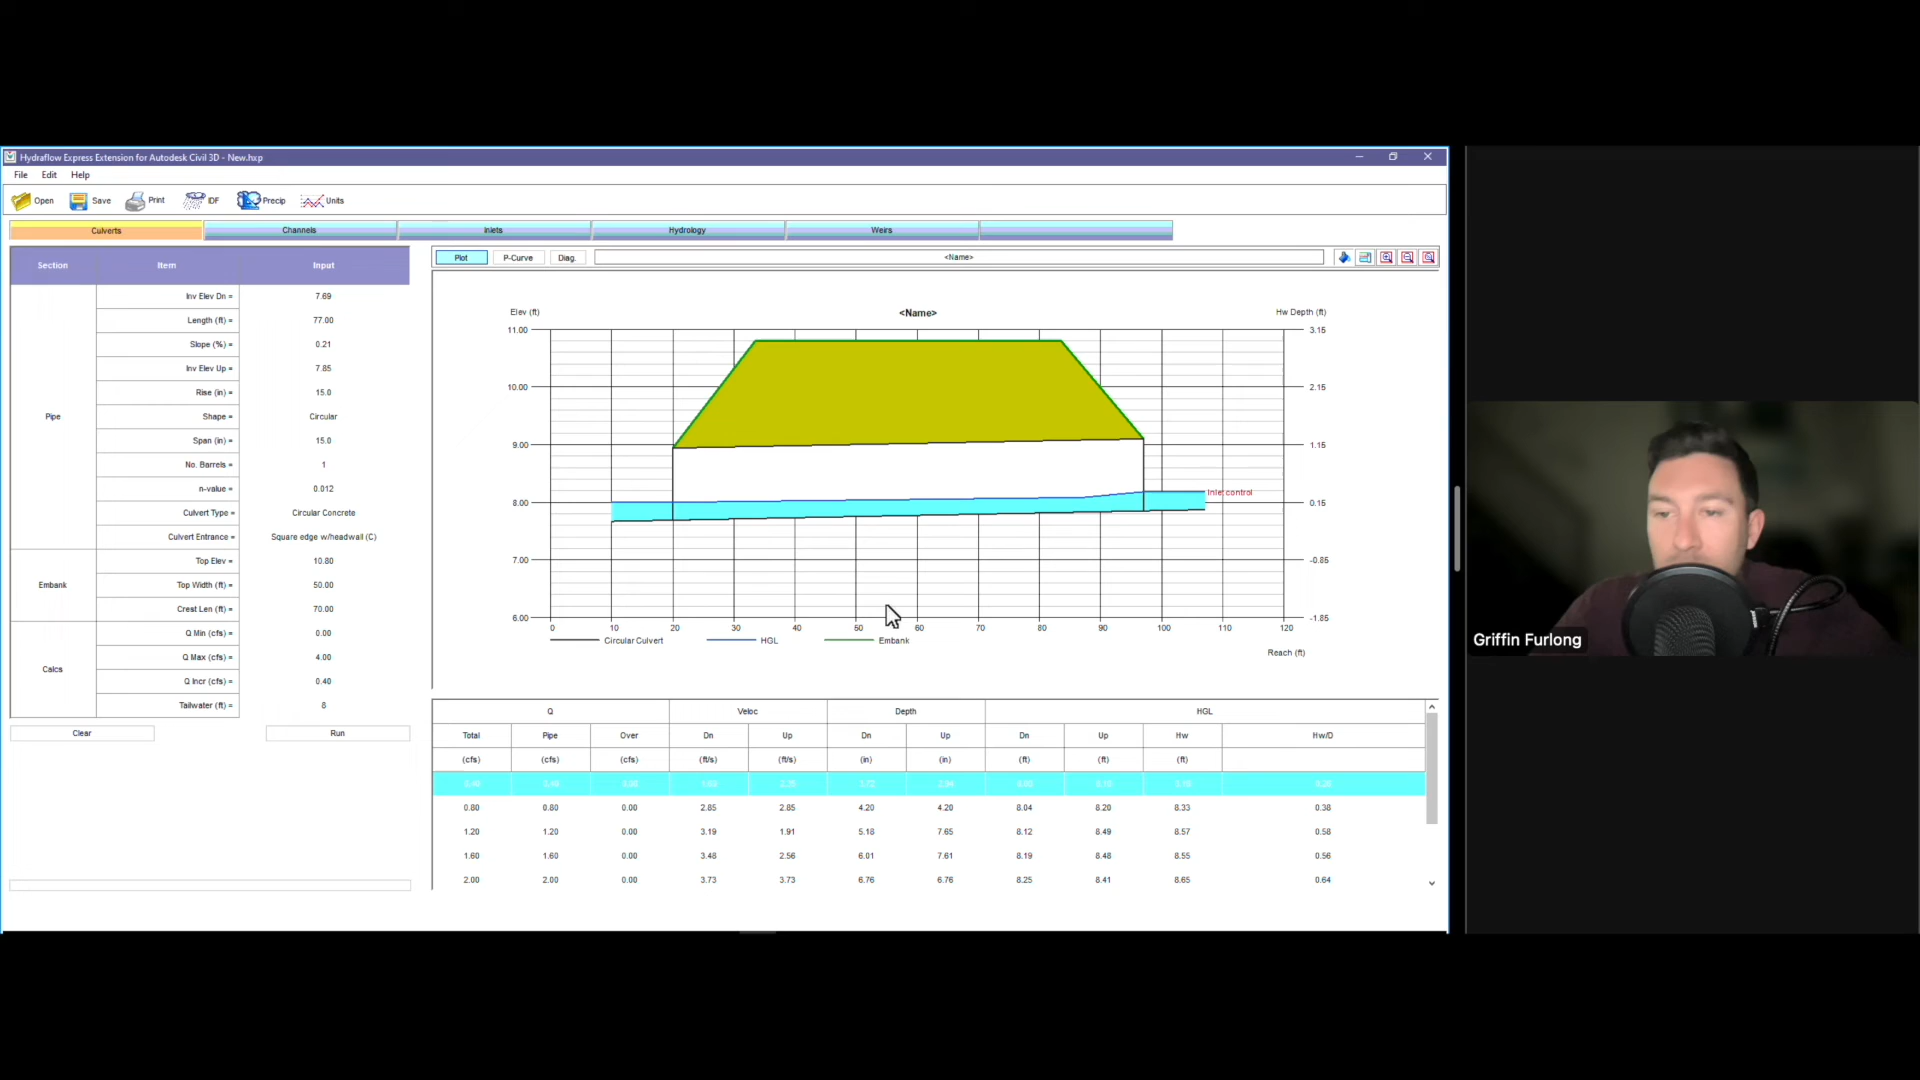 Hydraflow Express Extension for Autodesk Civil 3D - New.hxp
File Edit Help
Open Save Print IDF Precip Units
Culverts Channels Inlets Hydrology Weirs
Section Item Input
Pipe
Inv Elev Dn = 7.69
Length (ft) = 77.00
Slope (%) = 0.21
Inv Elev Up = 7.85
Rise (in) = 15.0
Shape = Circular
Span (in) = 15.0
No. Barrels = 1
n-value = 0.012
Culvert Type = Circular Concrete
Culvert Entrance = Square edge w/headwall (C)
Embank
Top Elev = 10.80
Top Width (ft) = 50.00
Crest Len (ft) = 70.00
Calcs
Q Min (cfs) = 0.00
Q Max (cfs) = 4.00
Q Incr (cfs) = 0.40
Tailwater (ft) = 8
Clear Run
Plot P-Curve Diag. <Name>
Elev (ft) <Name> Hw Depth (ft)
11.00 3.15
10.00 2.15
9.00 1.15
Inlet control
8.00 0.15
7.00 -0.85
6.00 -1.85
0 10 20 30 40 50 60 70 80 90 100 110 120
Circular Culvert HGL Embank
Reach (ft)
Q Veloc Depth HGL
Total Pipe Over Dn Up Dn Up Dn Up Hw Hw/D
(cfs) (cfs) (cfs) (ft/s) (ft/s) (in) (in) (ft) (ft) (ft)
0.80 0.80 0.00 2.85 2.85 4.20 4.20 8.04 8.20 8.33 0.38
1.20 1.20 0.00 3.19 1.91 5.18 7.65 8.12 8.49 8.57 0.58
1.60 1.60 0.00 3.48 2.56 6.01 7.61 8.19 8.48 8.55 0.56
2.00 2.00 0.00 3.73 3.73 6.76 6.76 8.25 8.41 8.65 0.64
Griffin Furlong